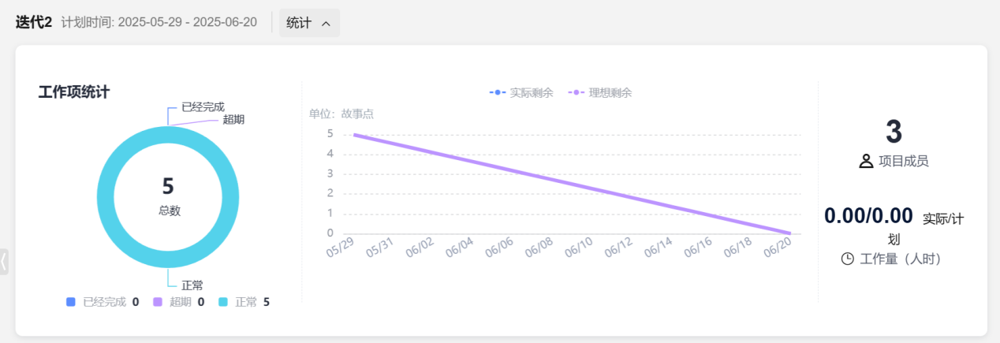 迭代2 计划时间: 2025-05-29 - 2025-06-20 统计
工作项统计
已经完成
超期
5
总数
正常
已经完成 0 超期 0 正常 5
实际剩余 理想剩余
单位：故事点
5
4
3
2
1
0
05/29 05/31 06/02 06/04 06/06 06/08 06/10 06/12 06/14 06/16 06/18 06/20
3
项目成员
0.00/0.00 实际/计
划
工作量（人时）